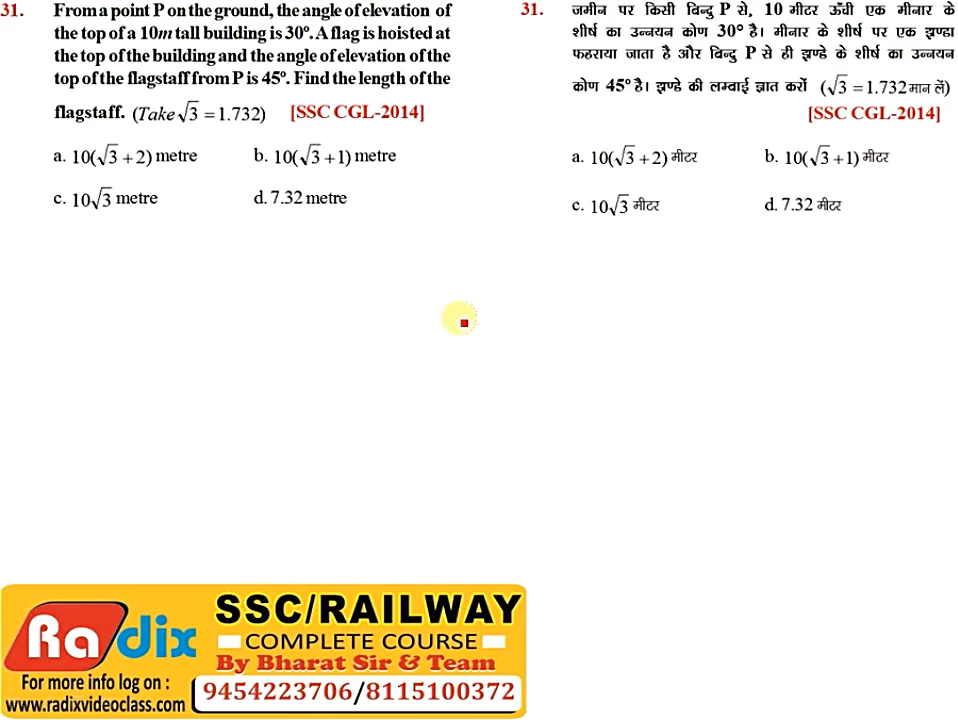 31. From a point P on the ground, the angle of elevation of
the top of a 10m tall building is 30º. A flag is hoisted at
the top of the building and the angle of elevation of the
top of the flagstaff from P is 45º. Find the length of the
flagstaff. (Take √3 = 1.732) [SSC CGL-2014]
a. 10(√3 + 2) metre b. 10(√3 + 1) metre
c. 10√3 metre d. 7.32 metre
31. जमीन पर किसी बिन्दु P से, 10 मीटर ऊँची एक मीनार के
शीर्ष का उन्नयन कोण 30° है। मीनार के शीर्ष पर एक झण्डा
फहराया जाता है और बिन्दु P से ही झण्डे के शीर्ष का उन्नयन
कोण 45º है। झण्डे की लम्बाई ज्ञात करों (√3 = 1.732 मान लें)
[SSC CGL-2014]
a. 10(√3 + 2) मीटर b. 10(√3 + 1) मीटर
c. 10√3 मीटर d. 7.32 मीटर
Radix
For more info log on :
www.radixvideoclass.com
SSC/RAILWAY
COMPLETE COURSE
By Bharat Sir & Team
9454223706/8115100372